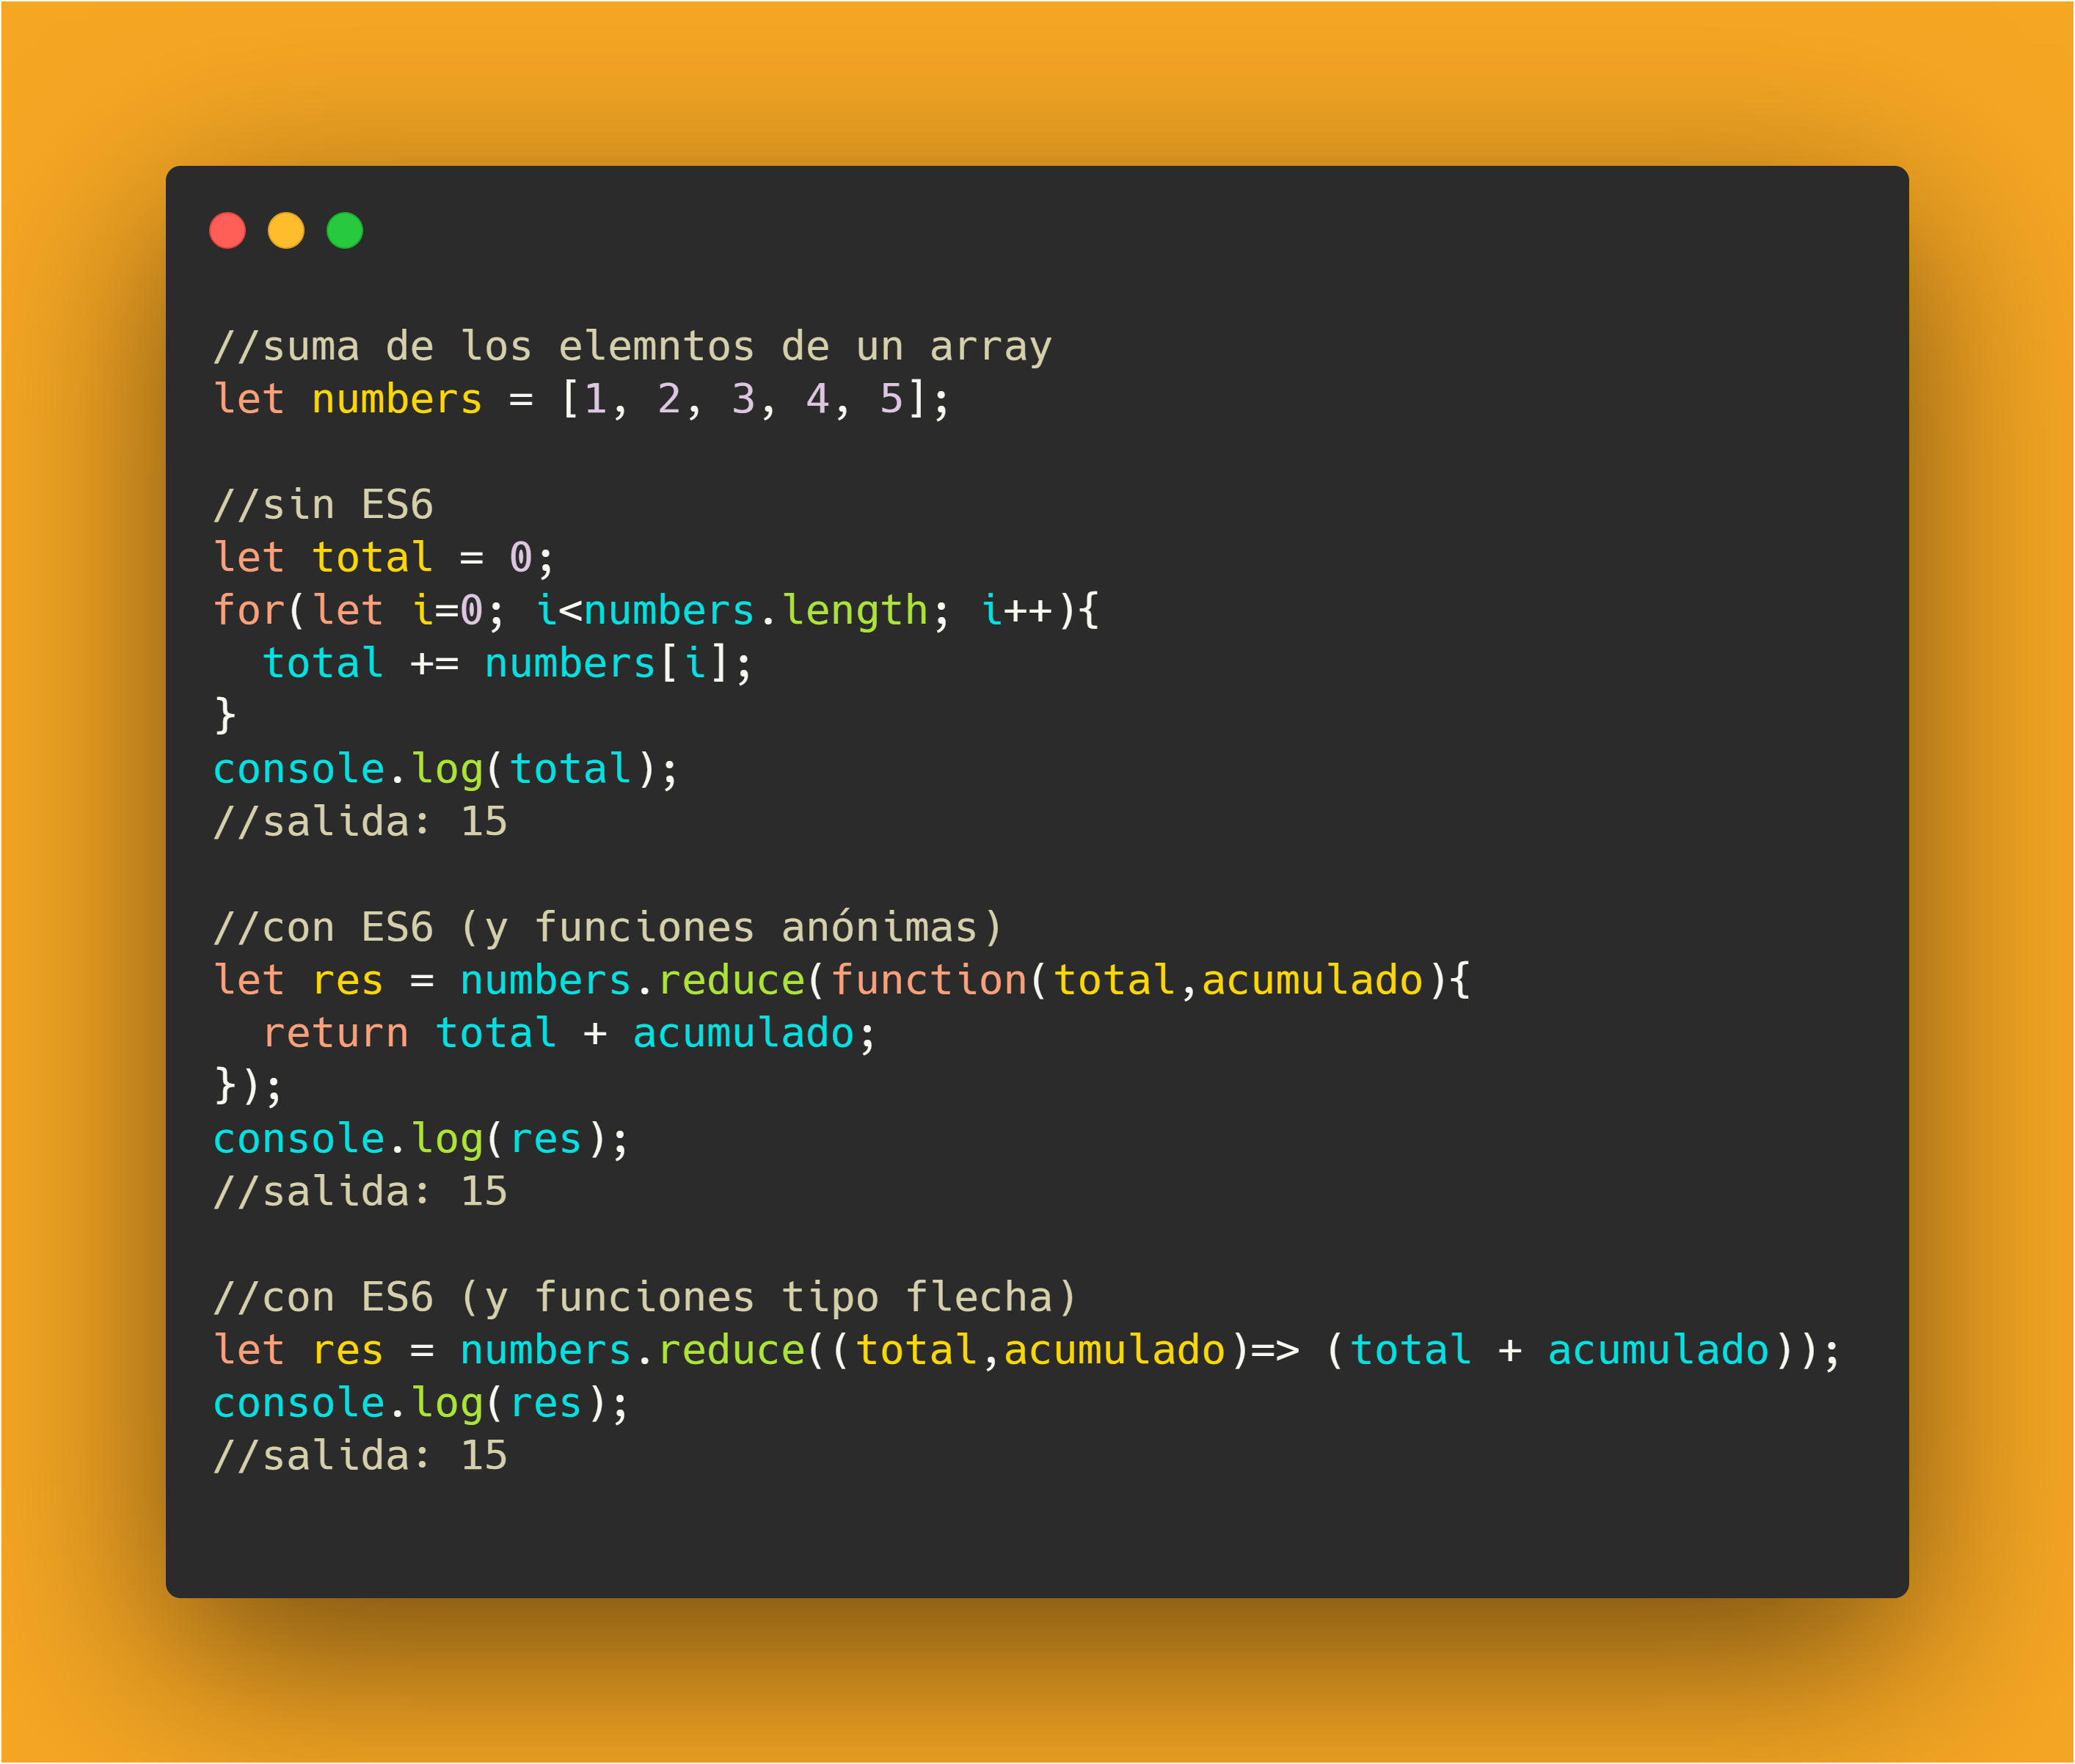 //suma de los elemntos de un array
let numbers = [1, 2, 3, 4, 5];

//sin ES6
let total = 0;
for(let i=0; i<numbers.length; i++){
  total += numbers[i];
}
console.log(total);
//salida: 15

//con ES6 (y funciones anónimas)
let res = numbers.reduce(function(total,acumulado){
  return total + acumulado;
});
console.log(res);
//salida: 15

//con ES6 (y funciones tipo flecha)
let res = numbers.reduce((total,acumulado)=> (total + acumulado));
console.log(res);
//salida: 15